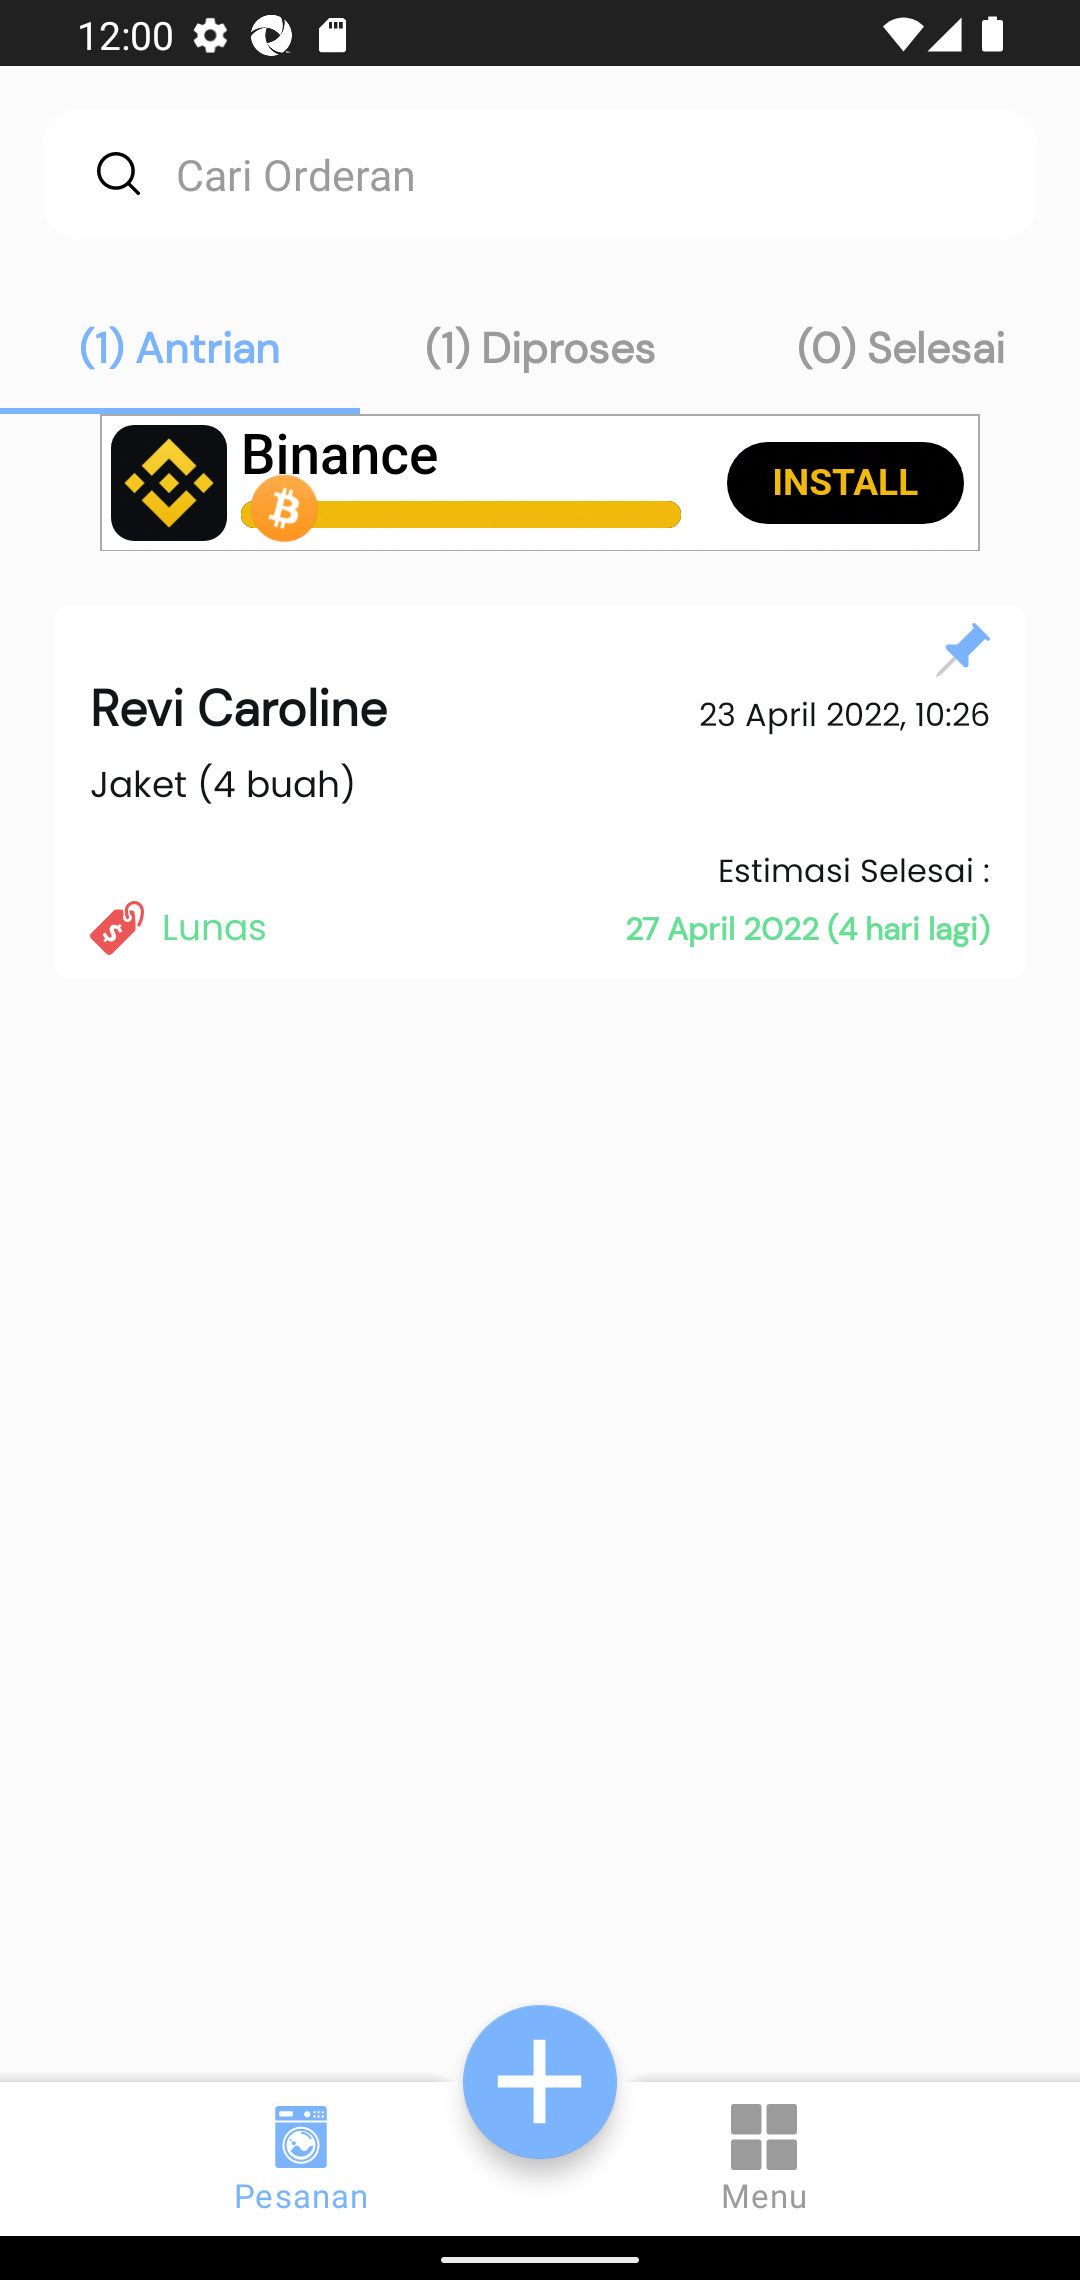 12:00
Cari Orderan
(1) Antrian
(1) Diproses
(0) Selesai
Binance
INSTALL
Revi Caroline
23 April 2022, 10:26
Jaket (4 buah)
Estimasi Selesai :
Lunas
27 April 2022 (4 hari lagi)
Pesanan
Menu